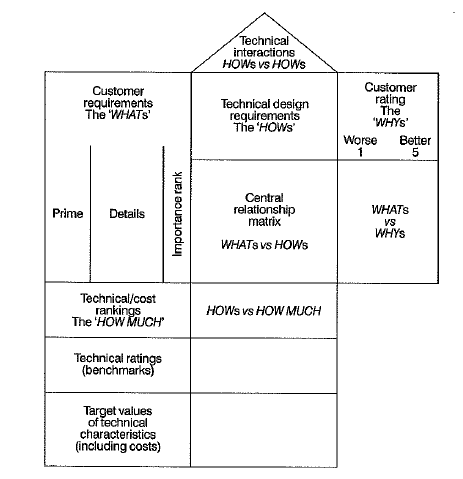 Technical
interactions
HOWs vs HOWs
Customer
requirements
The 'WHATs'
Technical design
requirements
The 'HOWs'
Customer
rating
The
'WHYs'
Worse Better
1 5
Prime
Details
Importance rank
Central
relationship
matrix
WHATs vs HOWs
WHATs
vs
WHYs
Technical/cost
rankings
The 'HOW MUCH'
HOWs vs HOW MUCH
Technical ratings
(benchmarks)
Target values
of technical
characteristics
(including costs)